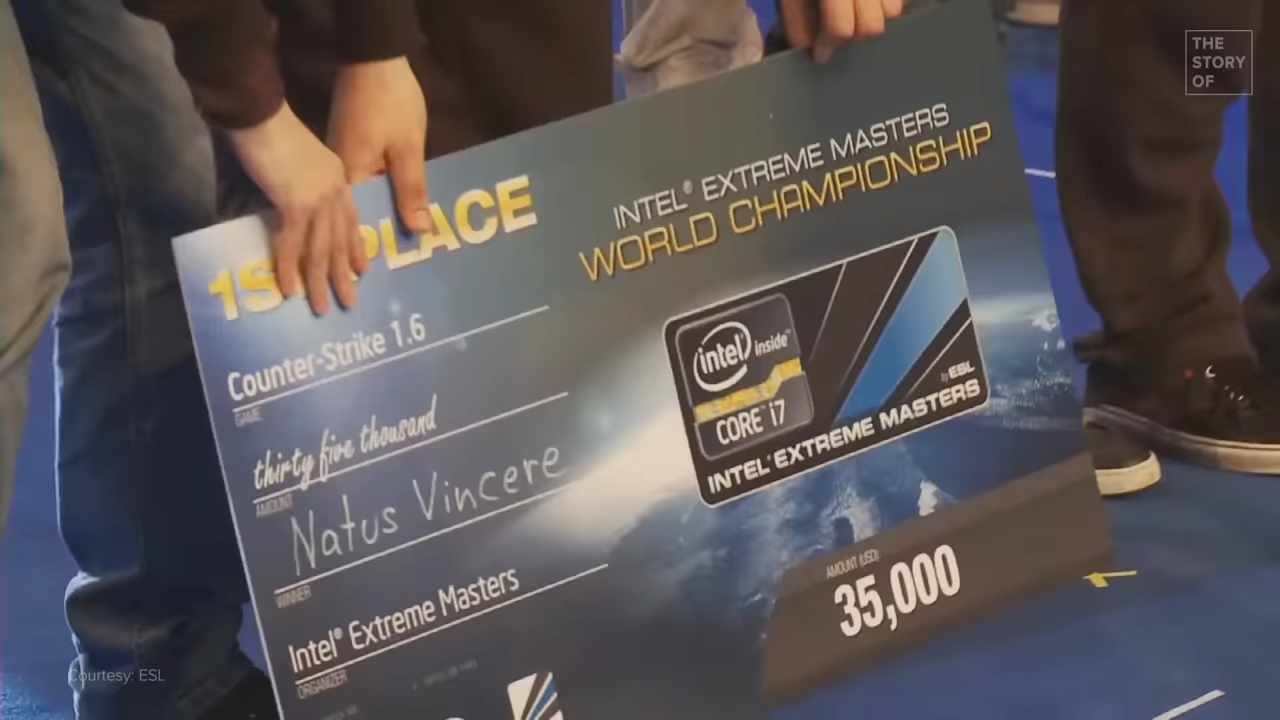 THE
STORY
OF
1ST PLACE
INTEL® EXTREME MASTERS
WORLD CHAMPIONSHIP
Counter-Strike 1.6
GAME
thirty five thousand
AMOUNT
Natus Vincere
WINNER
Intel® Extreme Masters
ORGANIZER
intel inside™
CORE™ i7
by ESL
INTEL® EXTREME MASTERS
AMOUNT (USD)
35,000
Courtesy: ESL